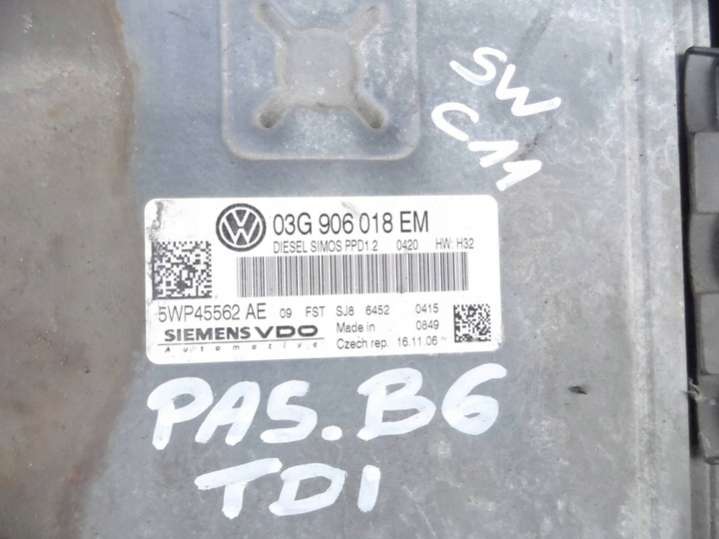 SW
C11
03G 906 018 EM
DIESEL SIMOS PPD1.2 0420 HW: H32
5WP45562 AE 09 FST SJ8 6452 0415
SIEMENS VDO Made in 0849
Automotive Czech rep. 16.11.06
PAS.B6
TDI